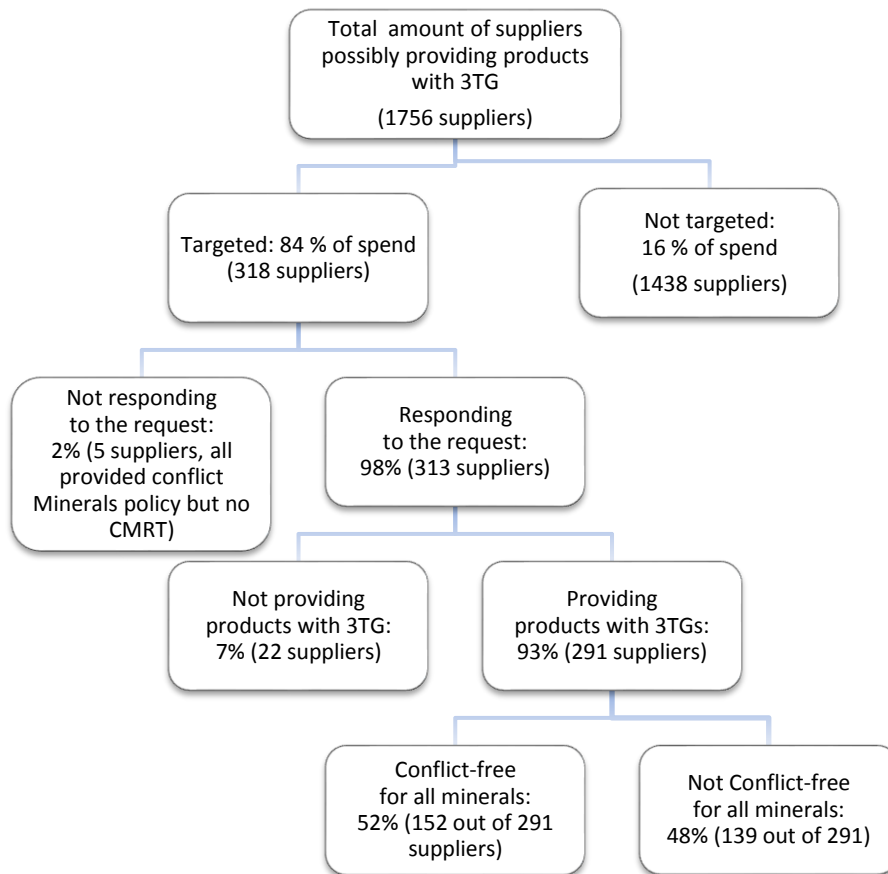 Total amount of suppliers
possibly providing products
with 3TG
(1756 suppliers)
Targeted: 84 % of spend
(318 suppliers)
Not targeted:
16 % of spend
(1438 suppliers)
Not responding
to the request:
2% (5 suppliers, all
provided conflict
Minerals policy but no
CMRT)
Responding
to the request:
98% (313 suppliers)
Not providing
products with 3TG:
7% (22 suppliers)
Providing
products with 3TGs:
93% (291 suppliers)
Conflict-free
for all minerals:
52% (152 out of 291
suppliers)
Not Conflict-free
for all minerals:
48% (139 out of 291)